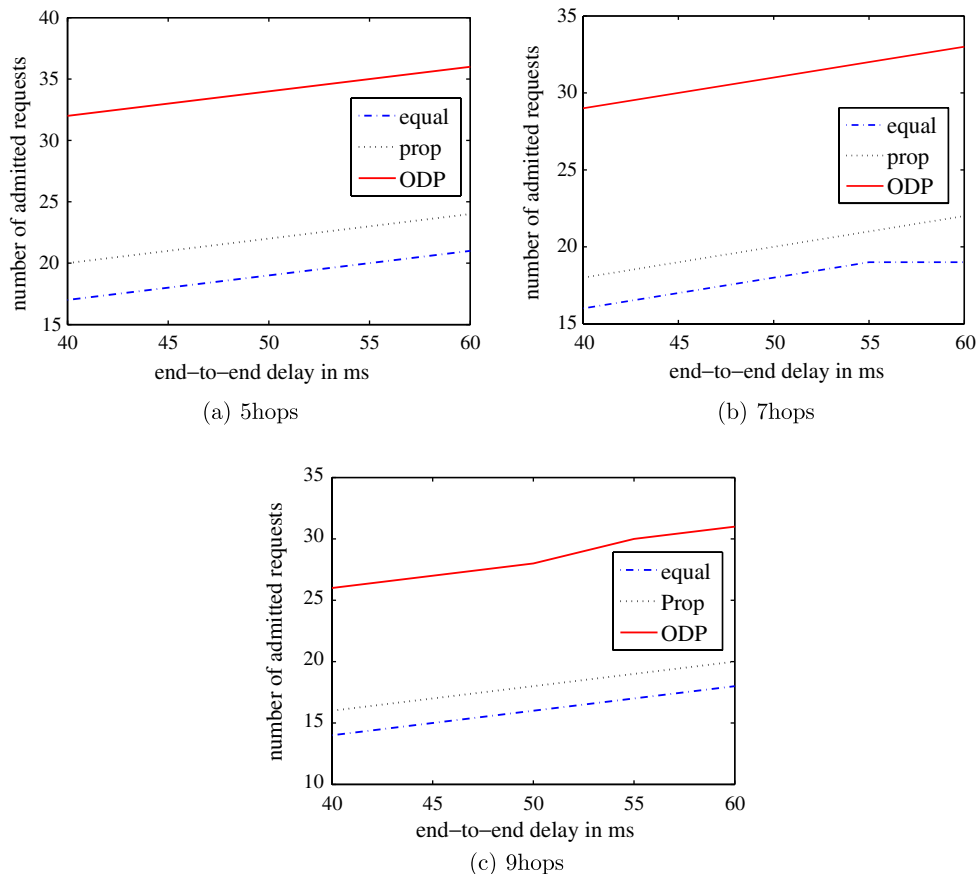 40
35
30
25
20
15
number of admitted requests
equal
prop
ODP
40 45 50 55 60
end–to–end delay in ms
(a) 5hops
35
30
25
20
15
number of admitted requests
equal
prop
ODP
40 45 50 55 60
end–to–end delay in ms
(b) 7hops
35
30
25
20
15
10
number of admitted requests
equal
Prop
ODP
40 45 50 55 60
end–to–end delay in ms
(c) 9hops